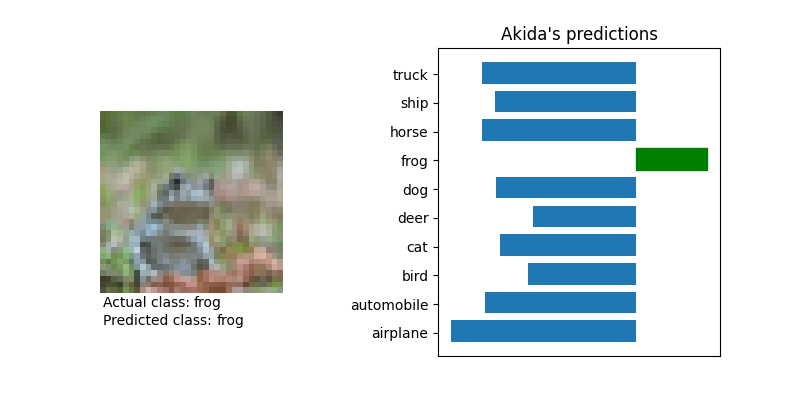 Akida's predictions
truck
ship
horse
frog
dog
deer
cat
bird
automobile
airplane
Actual class: frog
Predicted class: frog